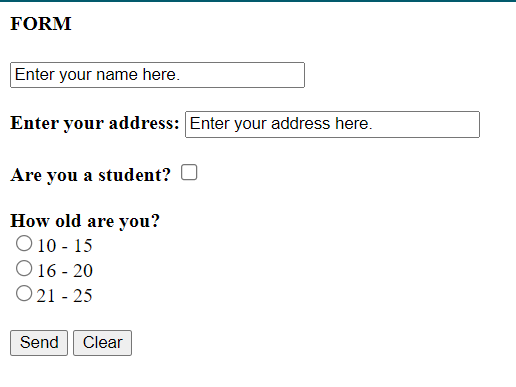 FORM
Enter your name here.
Enter your address: Enter your address here.
Are you a student?
How old are you?
10 - 15
16 - 20
21 - 25
Send Clear